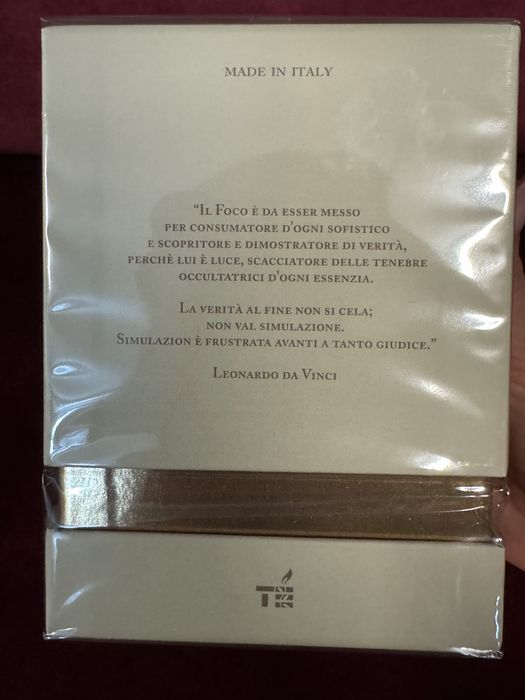 MADE IN ITALY
“IL FOCO È DA ESSER MESSO
PER CONSUMATORE D’OGNI SOFISTICO
E SCOPRITORE E DIMOSTRATORE DI VERITÀ,
PERCHÈ LUI È LUCE, SCACCIATORE DELLE TENEBRE
OCCULTATRICI D’OGNI ESSENZIA.
LA VERITÀ AL FINE NON SI CELA;
NON VAL SIMULAZIONE.
SIMULAZION È FRUSTRATA AVANTI A TANTO GIUDICE.”
LEONARDO DA VINCI